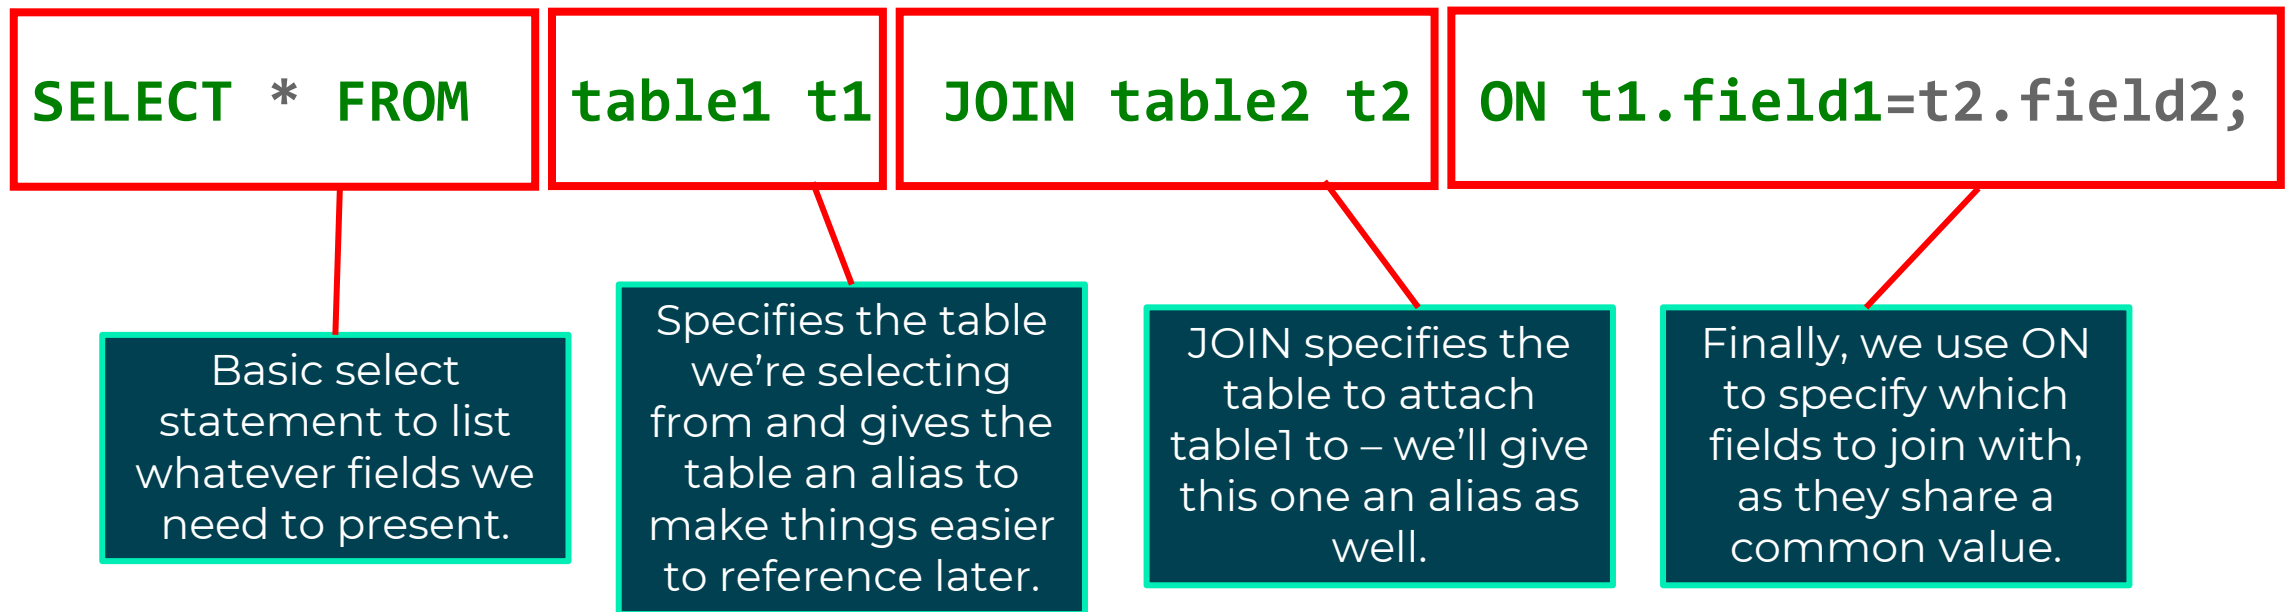 SELECT * FROM table1 t1 JOIN table2 t2 ON t1.field1=t2.field2;
Basic select
statement to list
whatever fields we
need to present.
Specifies the table
we’re selecting
from and gives the
table an alias to
make things easier
to reference later.
JOIN specifies the
table to attach
table1 to – we’ll give
this one an alias as
well.
Finally, we use ON
to specify which
fields to join with,
as they share a
common value.